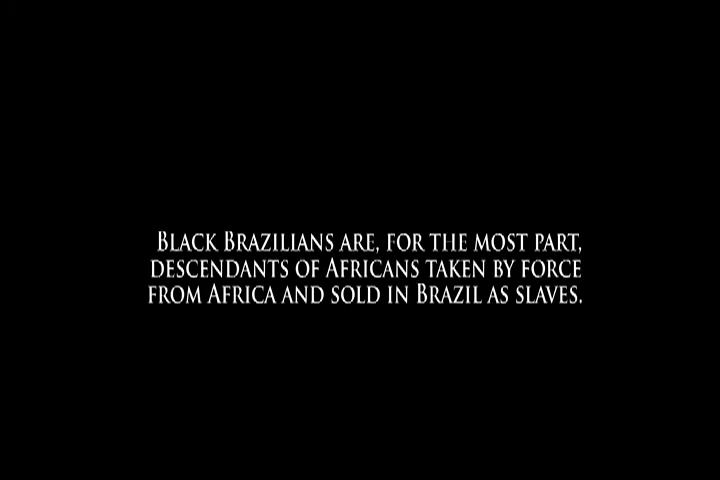 Black Brazilians are, for the most part,
descendants of Africans taken by force
from Africa and sold in Brazil as slaves.